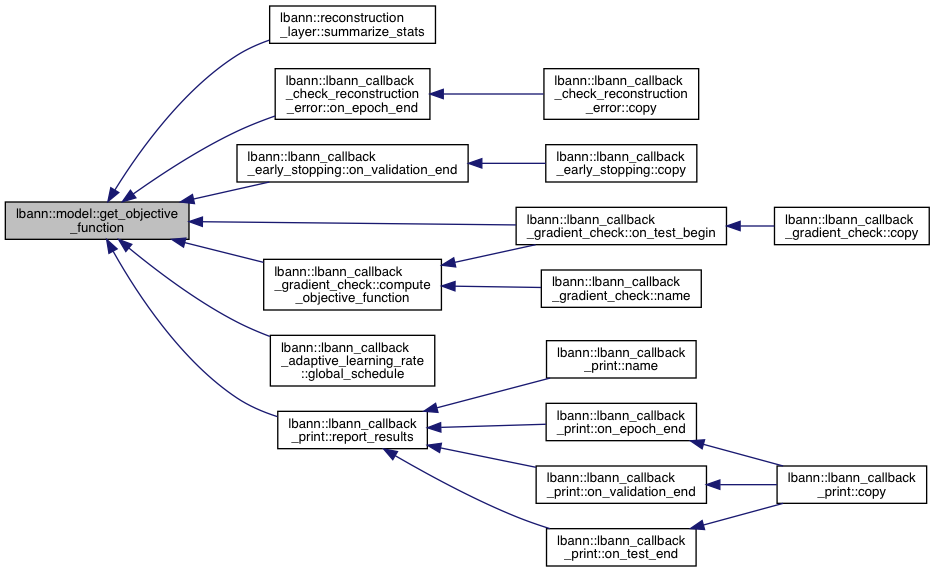 lbann::reconstruction
_layer::summarize_stats
lbann::lbann_callback
_check_reconstruction
_error::on_epoch_end
lbann::lbann_callback
_check_reconstruction
_error::copy
lbann::lbann_callback
_early_stopping::on_validation_end
lbann::lbann_callback
_early_stopping::copy
lbann::model::get_objective
_function
lbann::lbann_callback
_gradient_check::on_test_begin
lbann::lbann_callback
_gradient_check::copy
lbann::lbann_callback
_gradient_check::compute
_objective_function
lbann::lbann_callback
_gradient_check::name
lbann::lbann_callback
_adaptive_learning_rate
::global_schedule
lbann::lbann_callback
_print::name
lbann::lbann_callback
_print::report_results
lbann::lbann_callback
_print::on_epoch_end
lbann::lbann_callback
_print::on_validation_end
lbann::lbann_callback
_print::copy
lbann::lbann_callback
_print::on_test_end